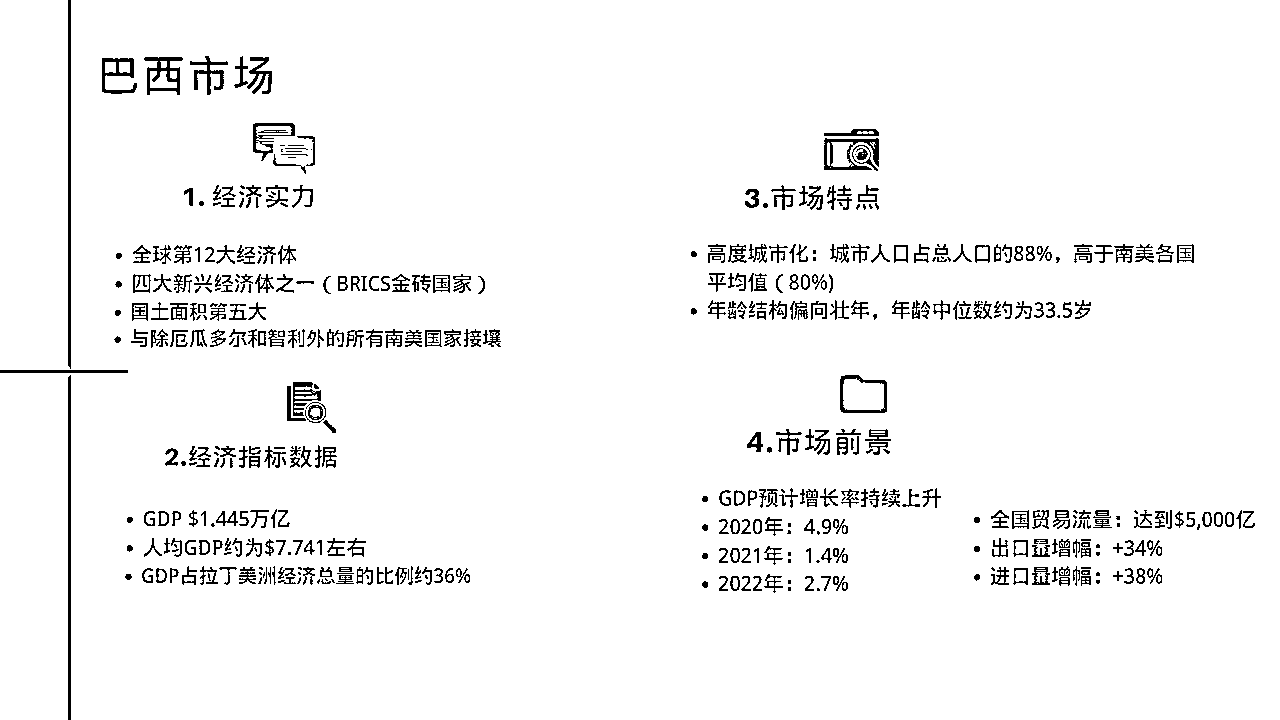 巴西市场
1. 经济实力
全球第12大经济体
四大新兴经济体之一（BRICS金砖国家）
国土面积第五大
与除厄瓜多尔和智利外的所有南美国家接壤
2.经济指标数据
GDP $1.445万亿
人均GDP约为$7.741左右
GDP占拉丁美洲经济总量的比例约36%
3.市场特点
高度城市化：城市人口占总人口的88%，高于南美各国
平均值（80%)
年龄结构偏向壮年，年龄中位数约为33.5岁
4.市场前景
GDP预计增长率持续上升
2020年：4.9%
2021年：1.4%
2022年：2.7%
全国贸易流量：达到$5,000亿
出口量增幅：+34%
进口量增幅：+38%